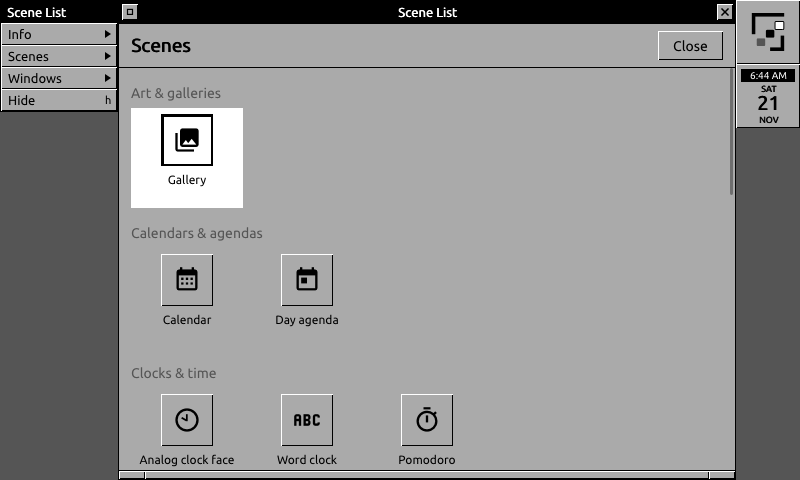 Scene List
Info
Scenes
Windows
Hide h
Scene List
Scenes
Close
Art & galleries
Gallery
Calendars & agendas
Calendar
Day agenda
Clocks & time
Analog clock face
ABC
Word clock
Pomodoro
6:44 AM
SAT
21
NOV